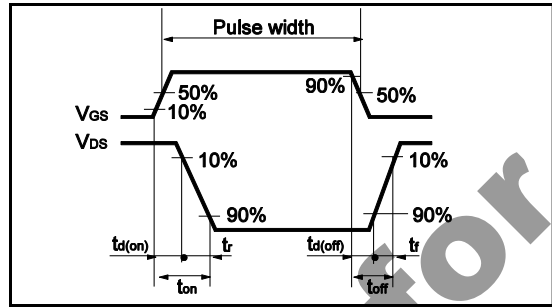 Pulse width
90%
50%
50%
10%
VGS
VDS
10%
10%
90%
90%
td(on)
tr
td(off)
tf
ton
toff
for